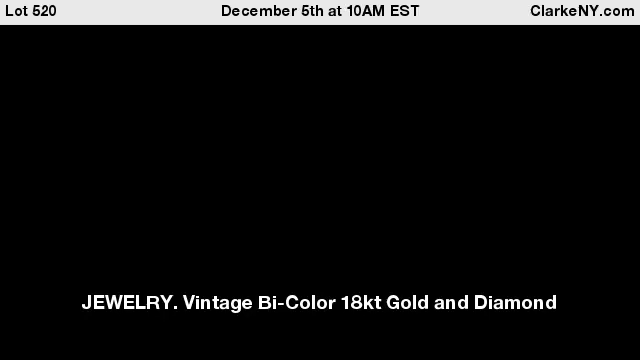 Lot 520 December 5th at 10AM EST ClarkeNY.com
JEWELRY. Vintage Bi-Color 18kt Gold and Diamond